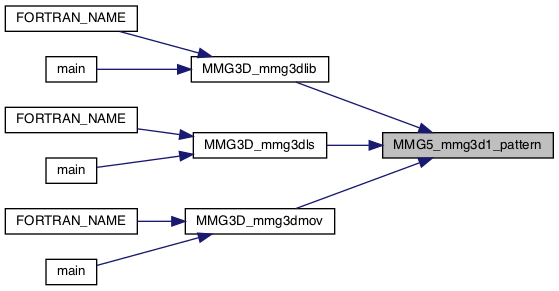 FORTRAN_NAME
main
MMG3D_mmg3dlib
FORTRAN_NAME
main
MMG3D_mmg3dls
MMG5_mmg3d1_pattern
FORTRAN_NAME
main
MMG3D_mmg3dmov